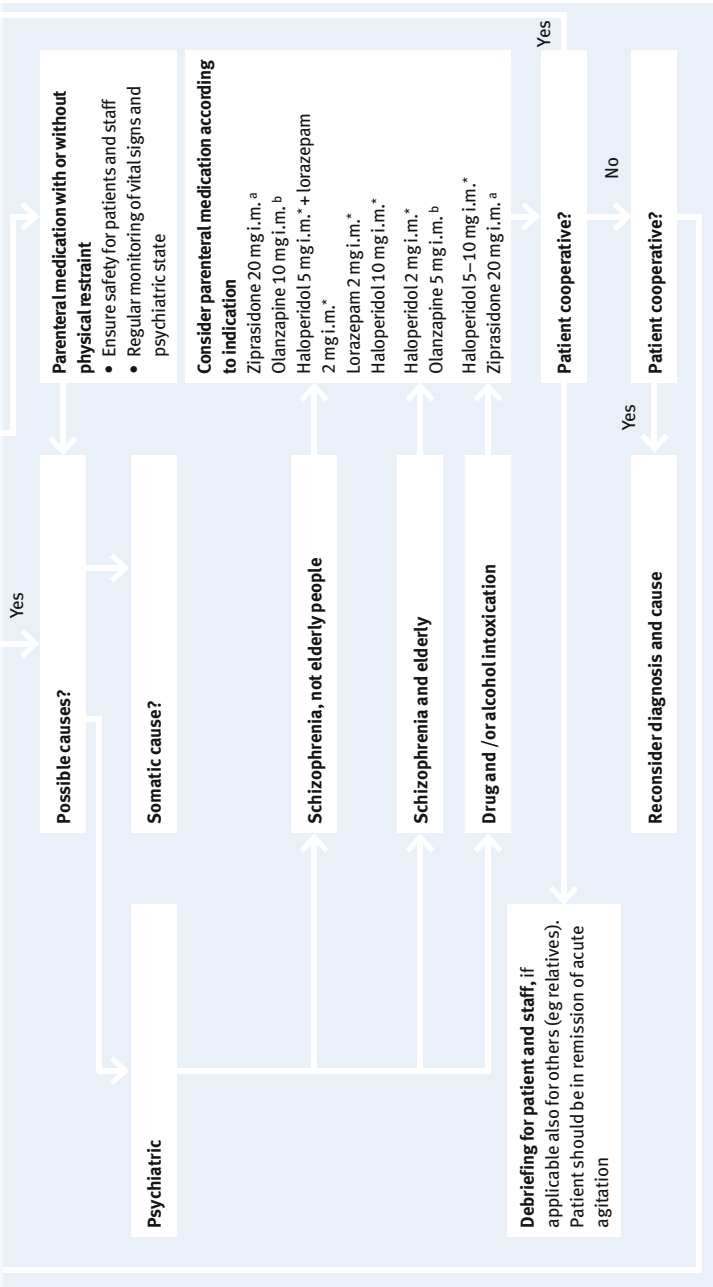 Yes
Possible causes?
Parenteral medication with or without
physical restraint
• Ensure safety for patients and staff
• Regular monitoring of vital signs and
psychiatric state
Psychiatric
Somatic cause?
Consider parenteral medication according
to indication
Ziprasidone 20 mg i.m. a
Olanzapine 10 mg i.m. b
Haloperidol 5 mg i.m.* + lorazepam
2 mg i.m.*
Lorazepam 2 mg i.m.*
Haloperidol 10 mg i.m.*
Haloperidol 2 mg i.m.*
Olanzapine 5 mg i.m. b
Haloperidol 5–10 mg i.m.*
Ziprasidone 20 mg i.m. a
Schizophrenia, not elderly people
Schizophrenia and elderly
Drug and /or alcohol intoxication
Yes
Patient cooperative?
Debriefing for patient and staff, if
applicable also for others (eg relatives).
Patient should be in remission of acute
agitation
No
Patient cooperative?
Yes
Reconsider diagnosis and cause